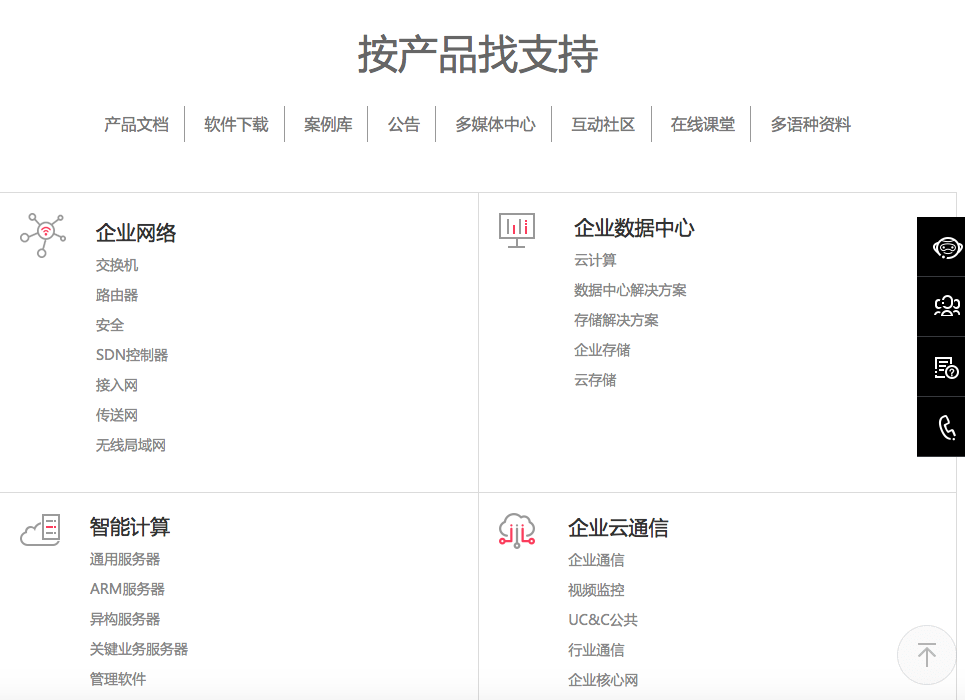 按产品找支持
产品文档 软件下载 案例库 公告 多媒体中心 互动社区 在线课堂 多语种资料
企业网络
交换机
路由器
安全
SDN控制器
接入网
传送网
无线局域网
企业数据中心
云计算
数据中心解决方案
存储解决方案
企业存储
云存储
智能计算
通用服务器
ARM服务器
异构服务器
关键业务服务器
管理软件
企业云通信
企业通信
视频监控
UC&C公共
行业通信
企业核心网